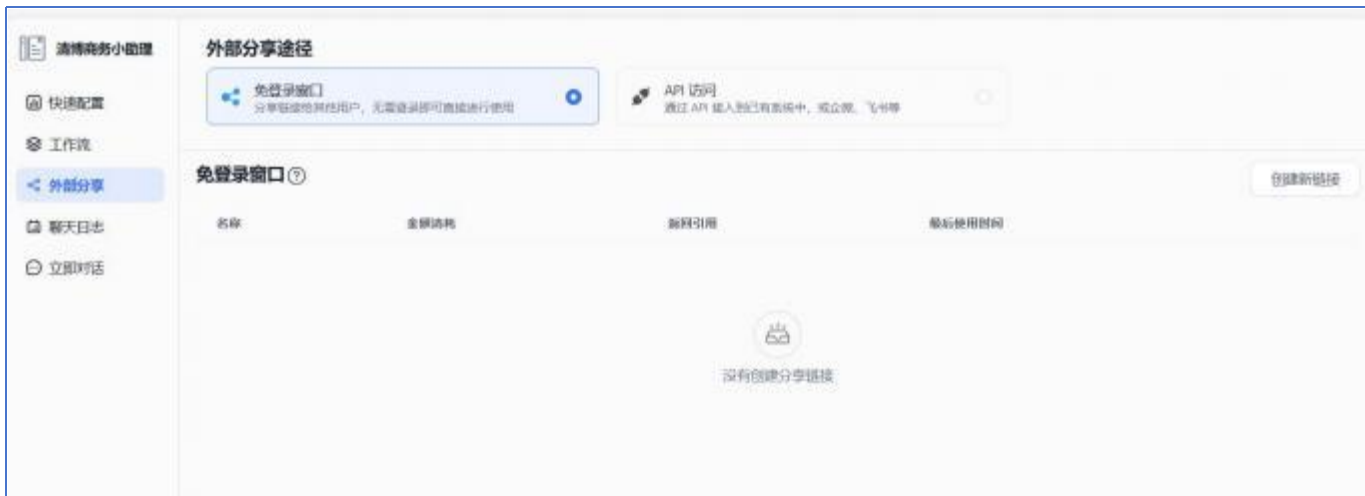 清博商务小助理
快速配置
工作流
外部分享
聊天日志
立即对话
外部分享途径
免登录窗口
分享链接给其他用户，无需登录即可直接进行使用
API 访问
通过 API 接入到已有系统中，或企微、飞书等
免登录窗口
创建新链接
名称 金额消耗 返回引用 最后使用时间
没有创建分享链接